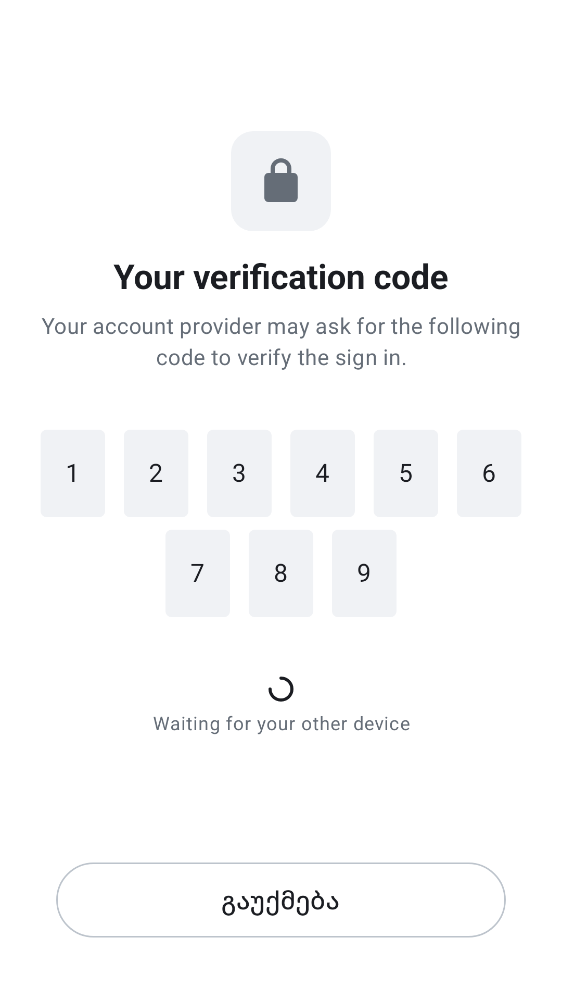 Your verification code
Your account provider may ask for the following
code to verify the sign in.
1 2 3 4 5 6
7 8 9
Waiting for your other device
გაუქმება